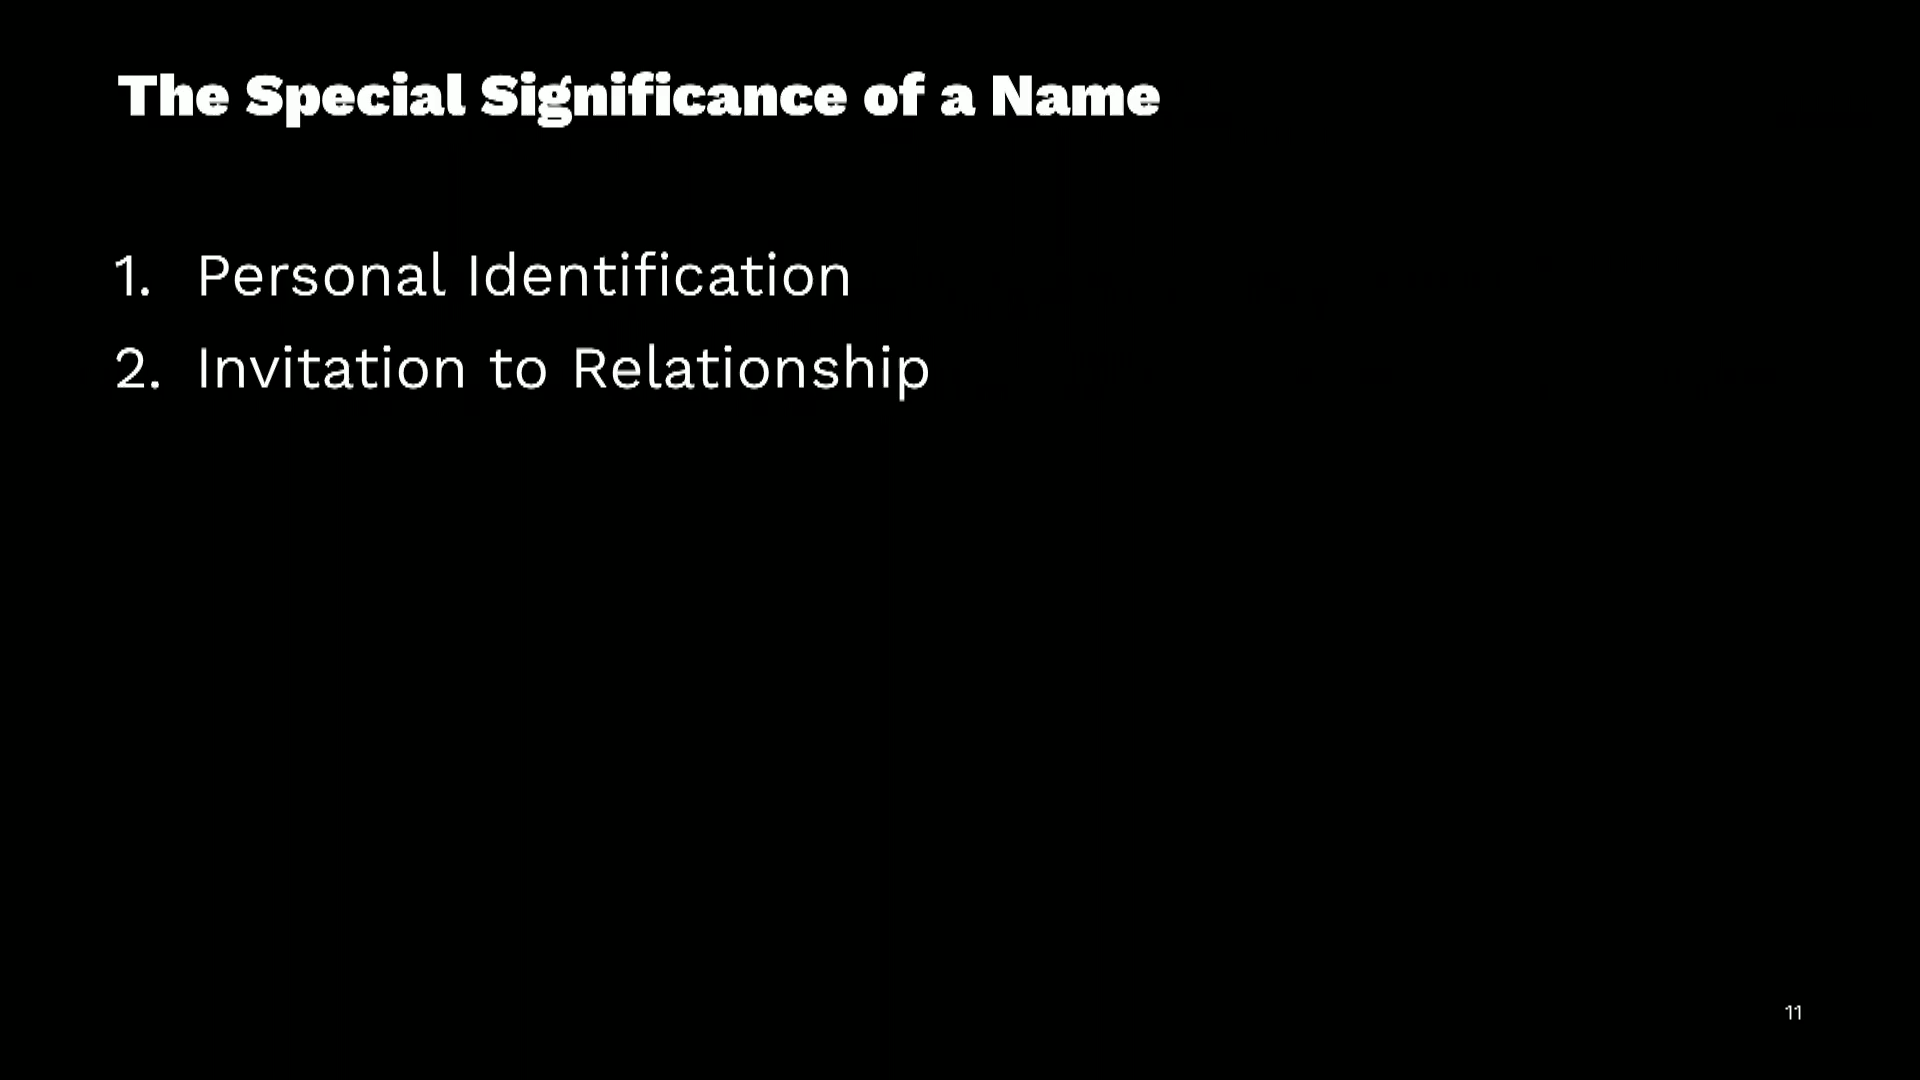 The Special Significance of a Name
1. Personal Identification
2. Invitation to Relationship
11